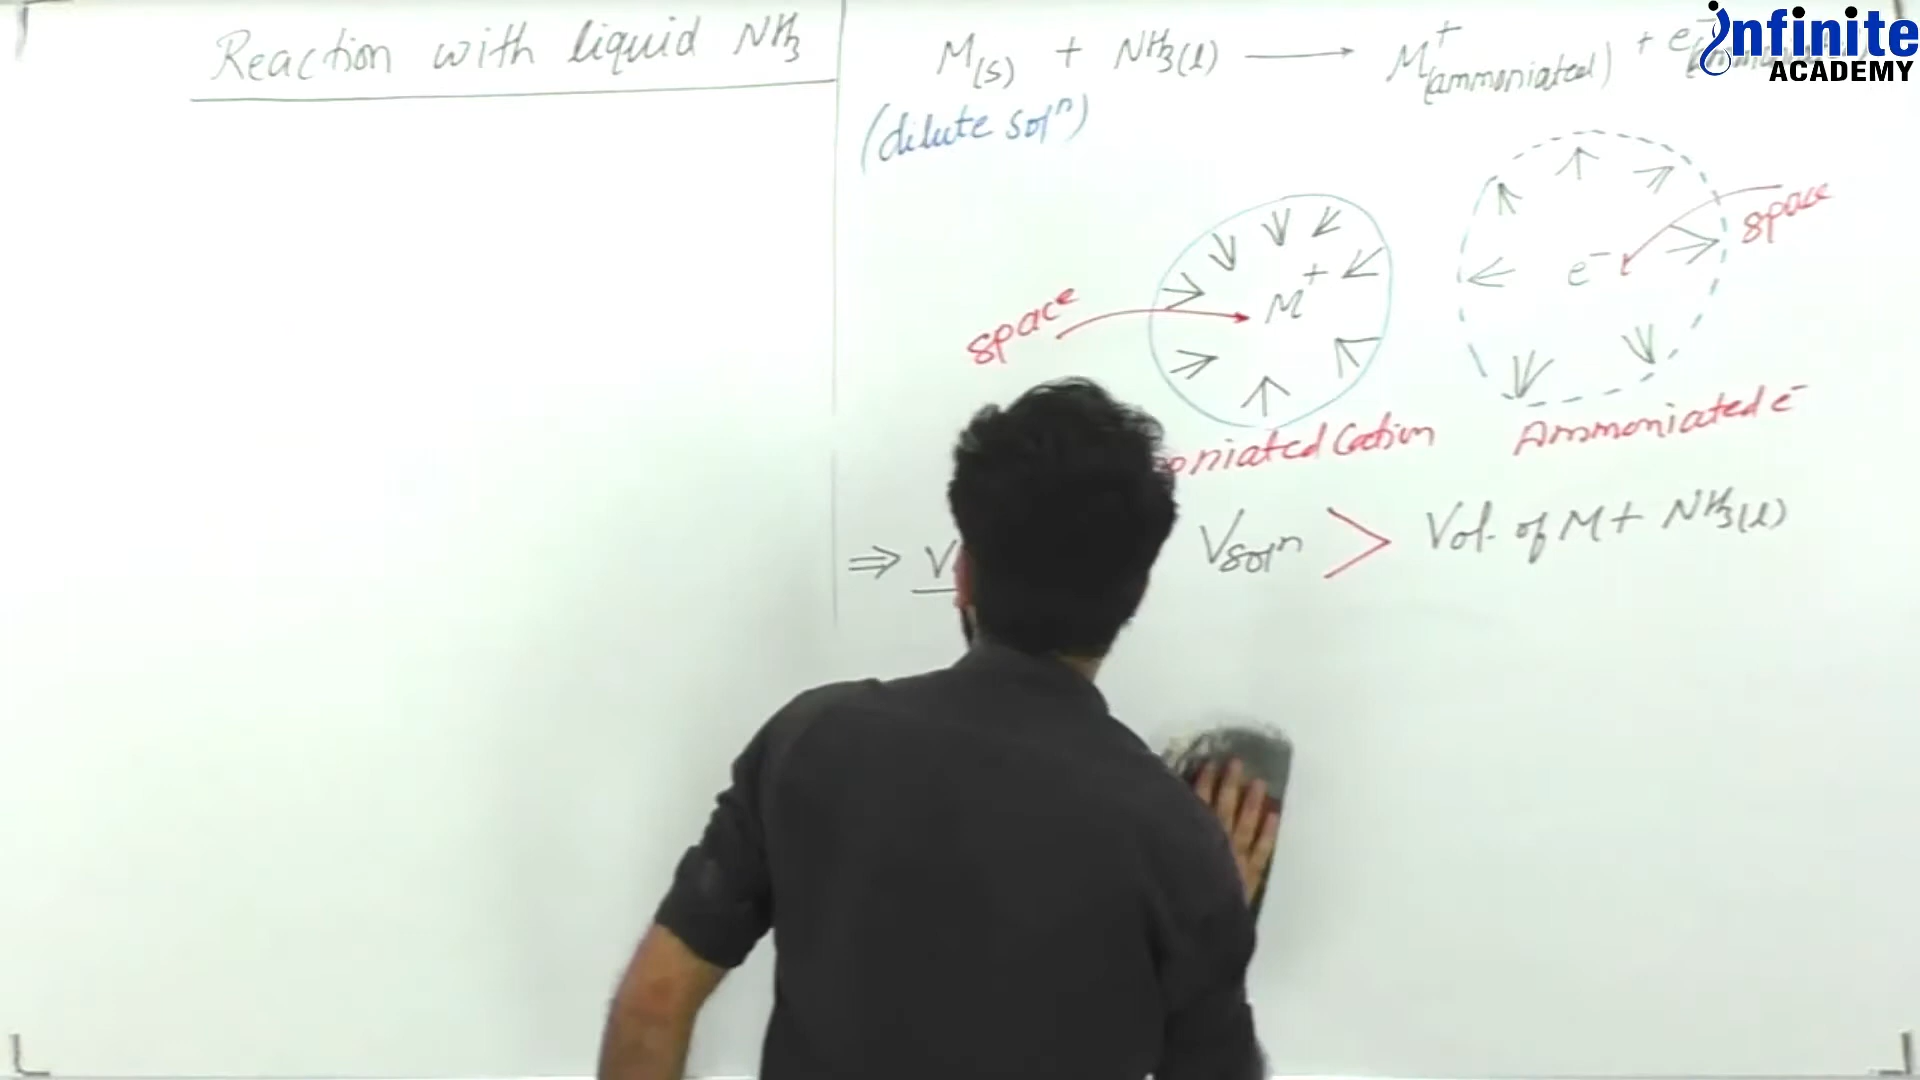 Reaction with liquid NH3
M(s) + NH3(l) ⟶ M+(ammoniated) + e-
(dilute solⁿ)
space
M+
e-
space
oniated Cation
Ammoniated e-
⇒ V
Vsolⁿ > Vol. of M + NH3(l)
infinite
ACADEMY